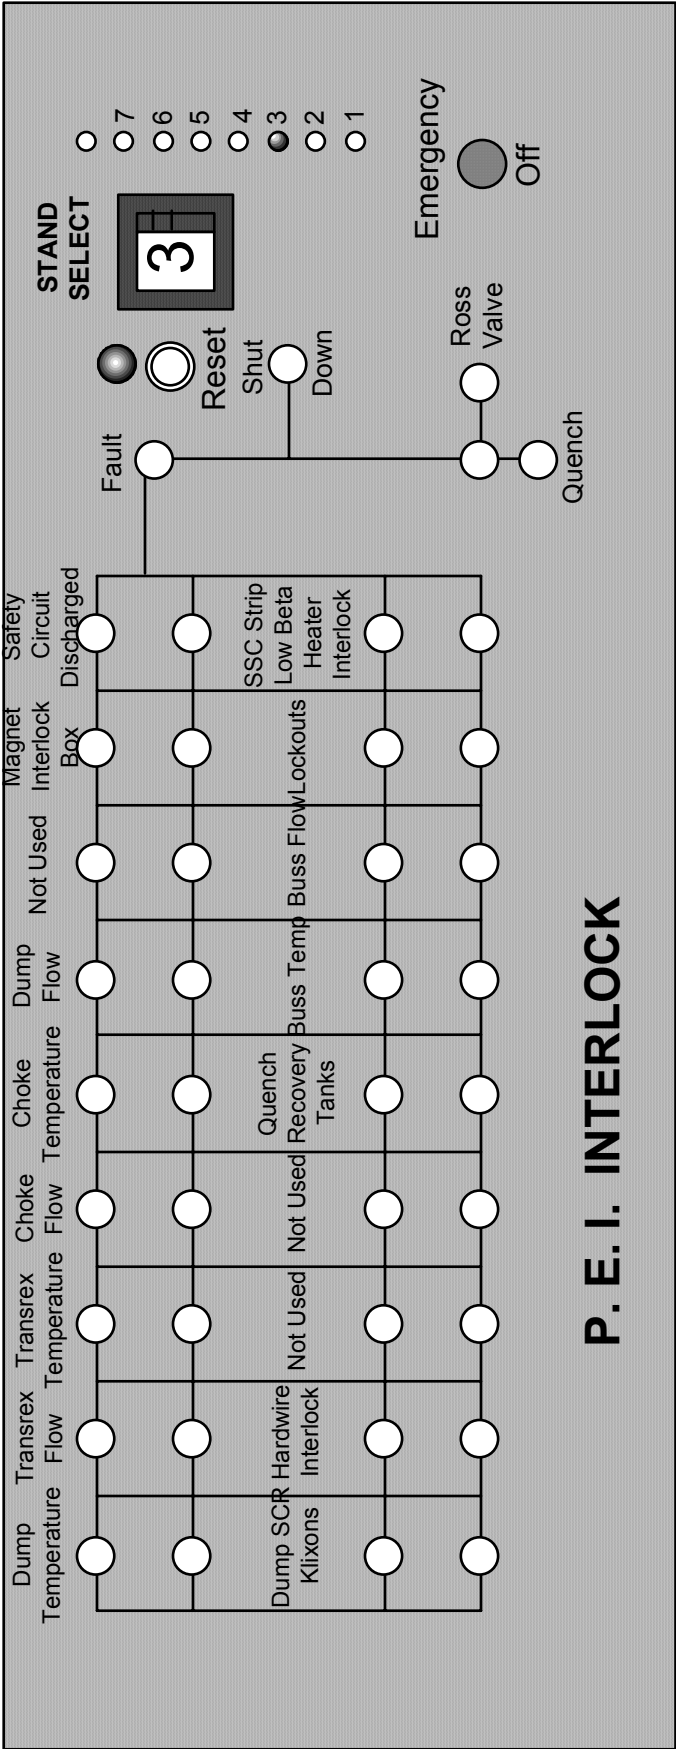 Dump
Temperature
Transrex
Flow
Transrex
Temperature
Choke
Flow
Choke
Temperature
Dump
Flow
Not Used
Magnet
Interlock
Box
Safety
Circuit
Discharged
Dump SCR
Klixons
Hardwire
Interlock
Not Used
Not Used
Quench
Recovery
Tanks
Buss Temp
Buss Flow
Lockouts
SSC Strip
Low Beta
Heater
Interlock
Fault
Reset
Shut
Down
Ross
Valve
Quench
STAND
SELECT
3
7
6
5
4
3
2
1
Emergency
Off
P. E. I. INTERLOCK